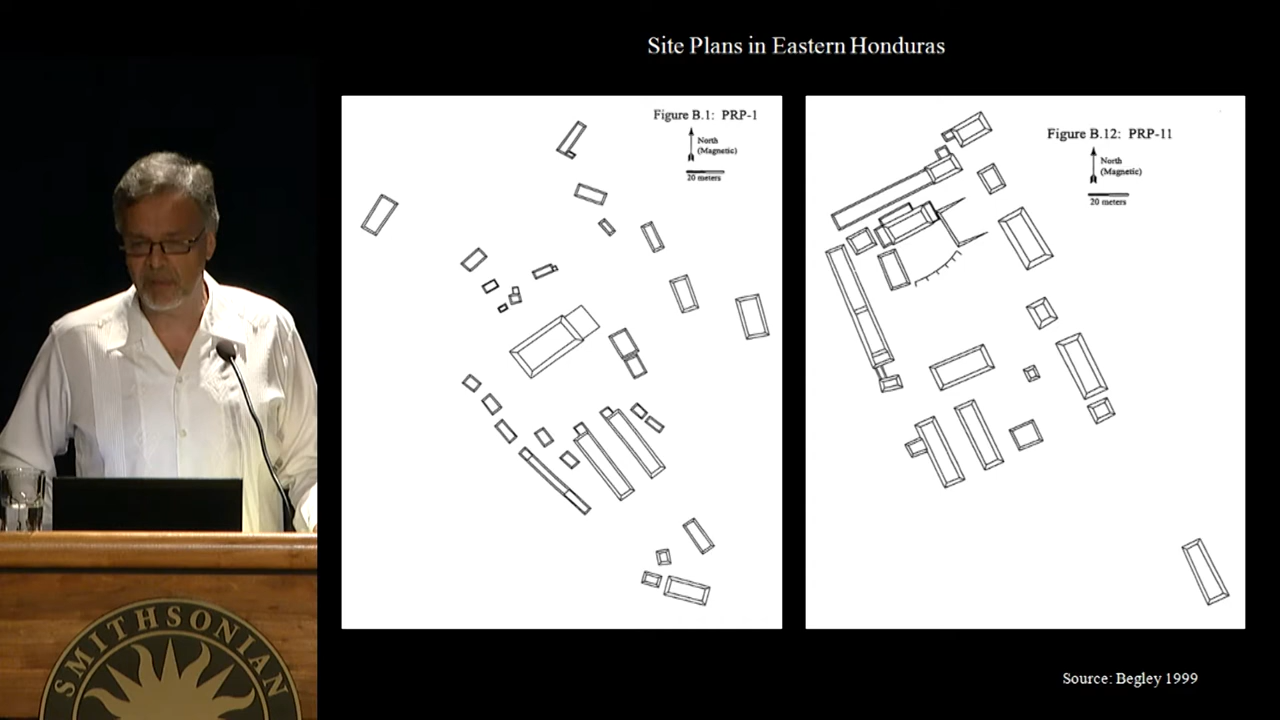 Site Plans in Eastern Honduras
Figure B.1: PRP-1
North
(Magnetic)
20 meters
Figure B.12: PRP-11
North
(Magnetic)
20 meters
Source: Begley 1999
SMITHSONIAN